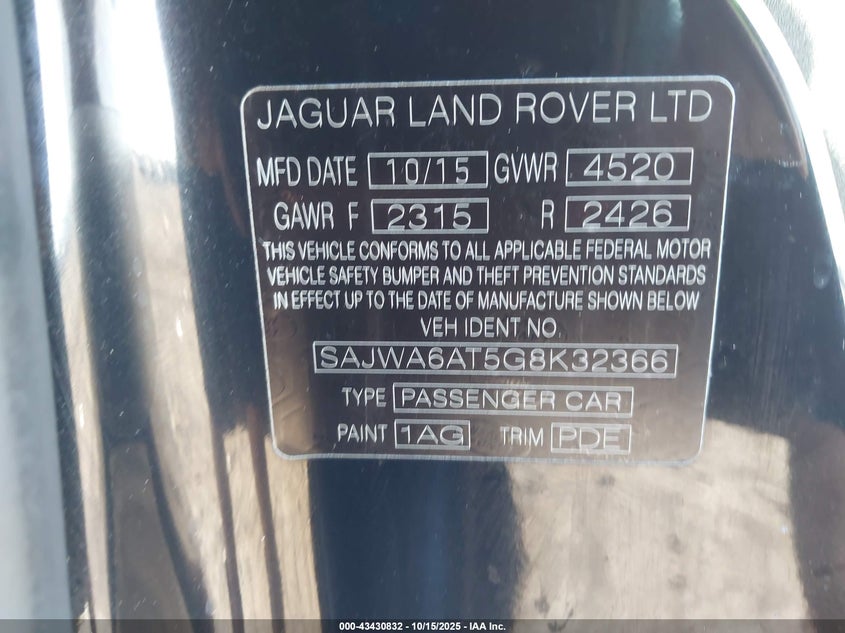 JAGUAR LAND ROVER LTD
MFD DATE 10/15 GVWR 4520
GAWR F 2315 R 2426
THIS VEHICLE CONFORMS TO ALL APPLICABLE FEDERAL MOTOR
VEHICLE SAFETY BUMPER AND THEFT PREVENTION STANDARDS
IN EFFECT UP TO THE DATE OF MANUFACTURE SHOWN BELOW
VEH IDENT NO.
SAJWA6AT5G8K32366
TYPE PASSENGER CAR
PAINT 1AG TRIM PDE
000-43430832 - 10/15/2025 - IAA Inc.